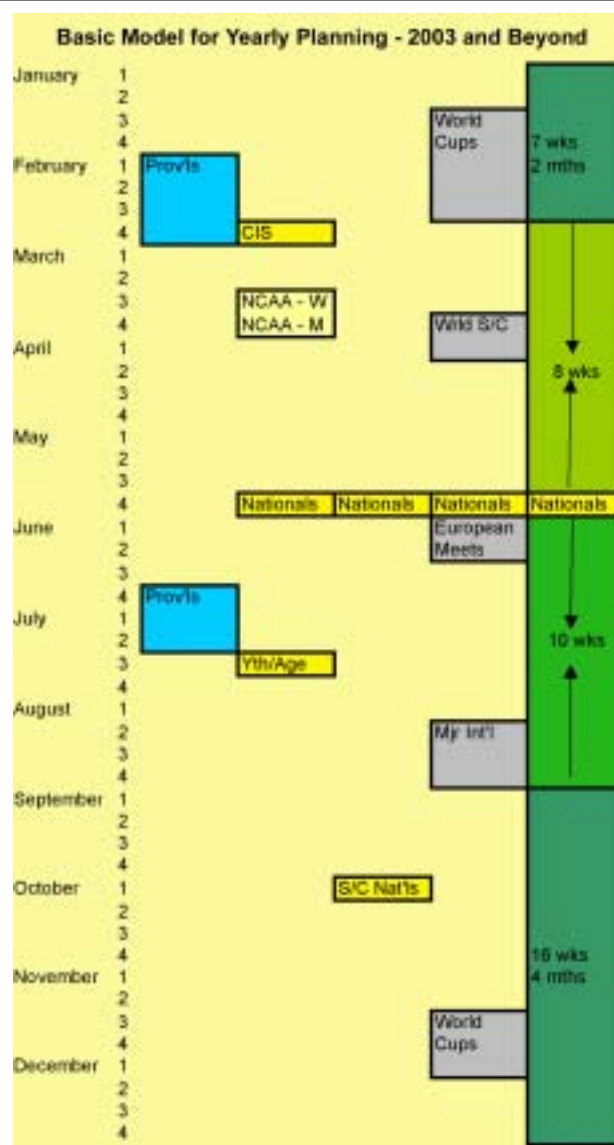 Basic Model for Yearly Planning - 2003 and Beyond
January 1
2
3 World
4 Cups 7 wks
February 1 Prov'ls 2 mths
2
3
4 CIS
March 1
2
3 NCAA - W
4 NCAA - M Wrld S/C
April 1
2 8 wks
3
4
May 1
2
3
4 Nationals Nationals Nationals Nationals
June 1 European
2 Meets
3
4 Prov'ls
July 1
2 10 wks
3 Yth/Age
4
August 1
2 Mjr Int'l
3
4
September 1
2
3
4
October 1 S/C Nat'ls
2
3
4 16 wks
November 1 4 mths
2
3 World
4 Cups
December 1
2
3
4